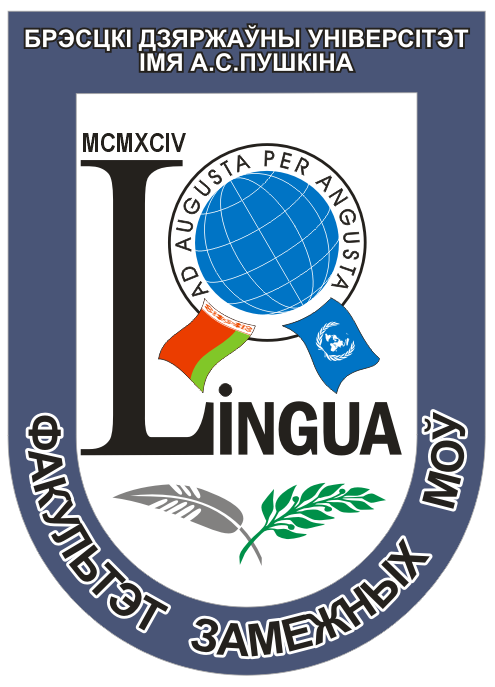 БРЭСЦКІ ДЗЯРЖАЎНЫ УНІВЕРСІТЭТ
ІМЯ А.С.ПУШКІНА
MCMXCIV
AD AUGUSTA PER ANGUSTA
LiNGUA
ФАКУЛЬТЭТ ЗАМЕЖНЫХ МОЎ